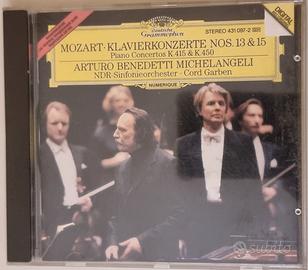 Deutsche
Grammophon
STEREO 431 097-2
DIGITAL
MOZART · KLAVIERKONZERTE NOS. 13 & 15
Piano Concertos K.415 & K.450
ARTURO BENEDETTI MICHELANGELI
NDR-Sinfonieorchester · Cord Garben
NUMERIQUE
subito